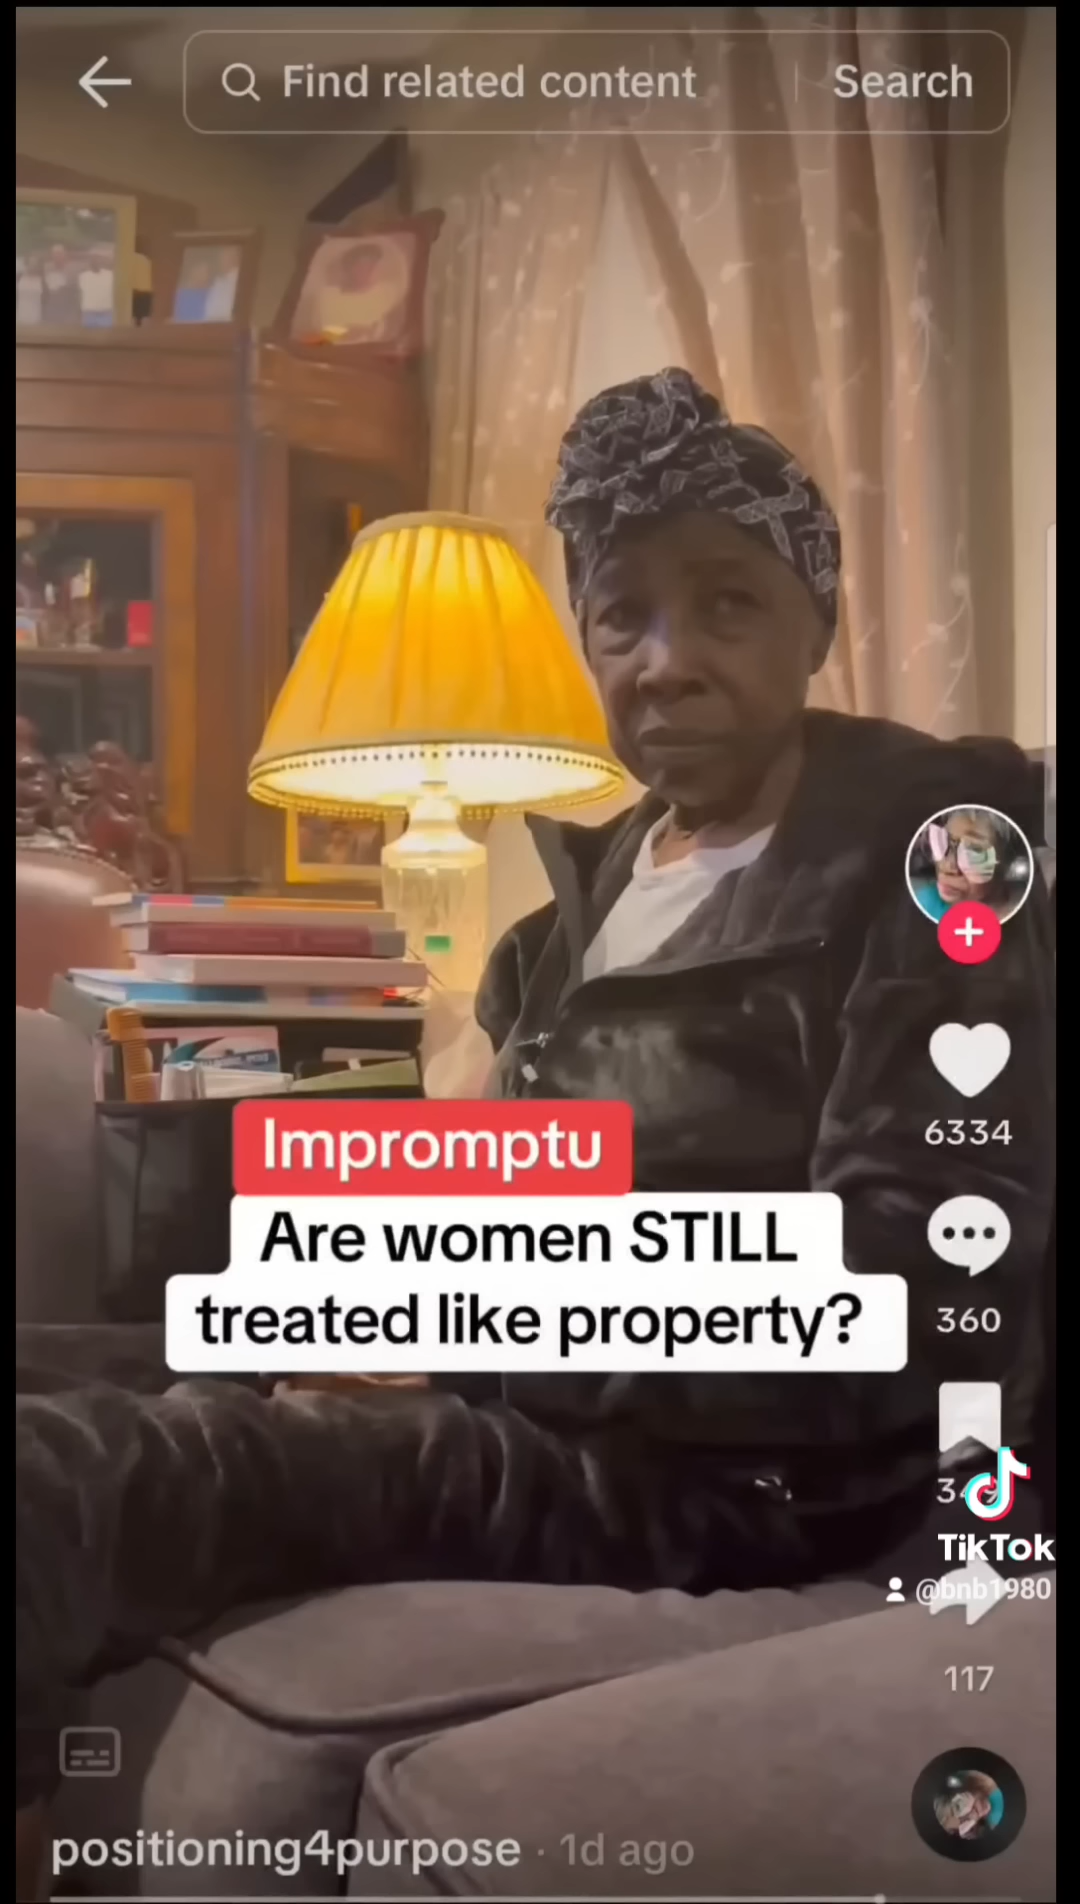 Find related content
Search
Impromptu
Are women STILL
treated like property?
6334
360
TikTok
@bnb1980
117
positioning4purpose · 1d ago